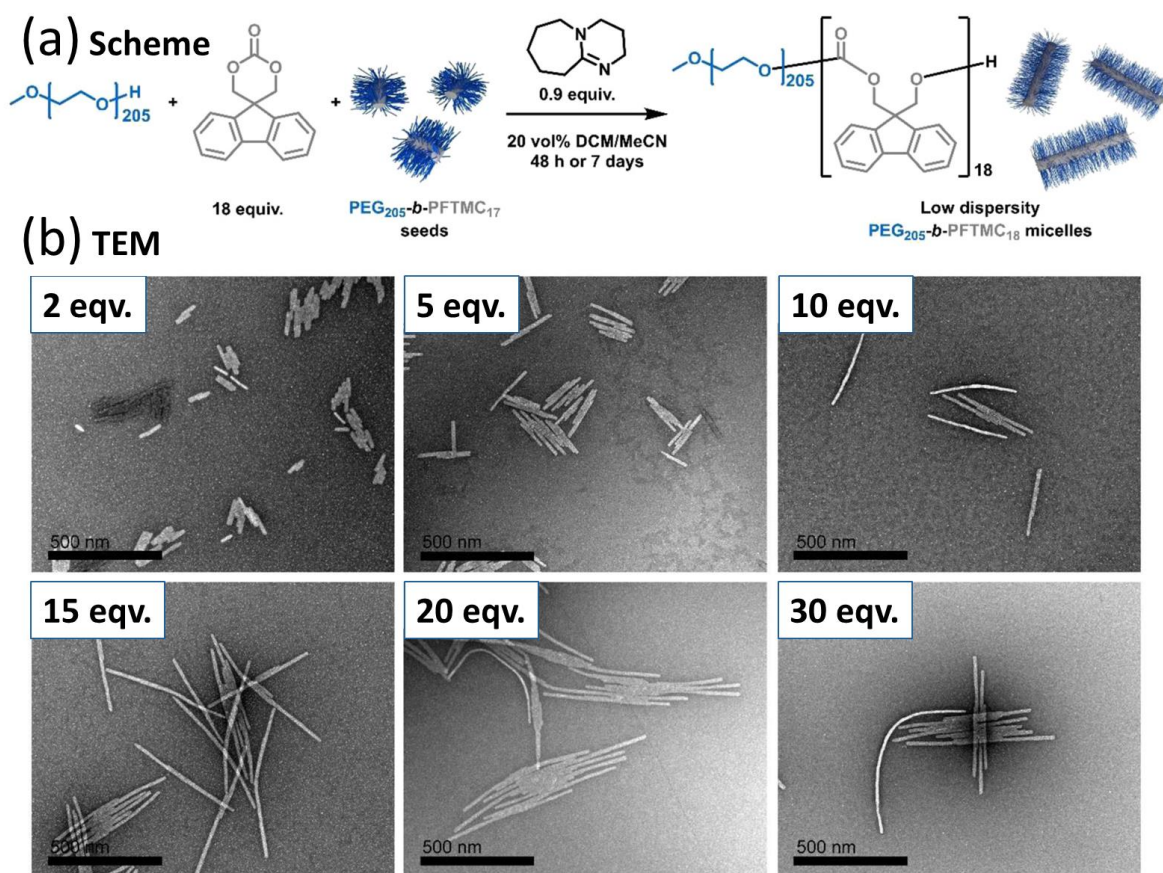 (a) Scheme
O
O
O
N
N
O
O
H
205
+
+
0.9 equiv.
20 vol% DCM/MeCN
48 h or 7 days
18 equiv.
PEG205-b-PFTMC17
seeds
O
O
O
205
O
O
H
18
Low dispersity
PEG205-b-PFTMC18 micelles
(b) TEM
2 eqv.
500 nm
5 eqv.
500 nm
10 eqv.
500 nm
15 eqv.
500 nm
20 eqv.
500 nm
30 eqv.
500 nm